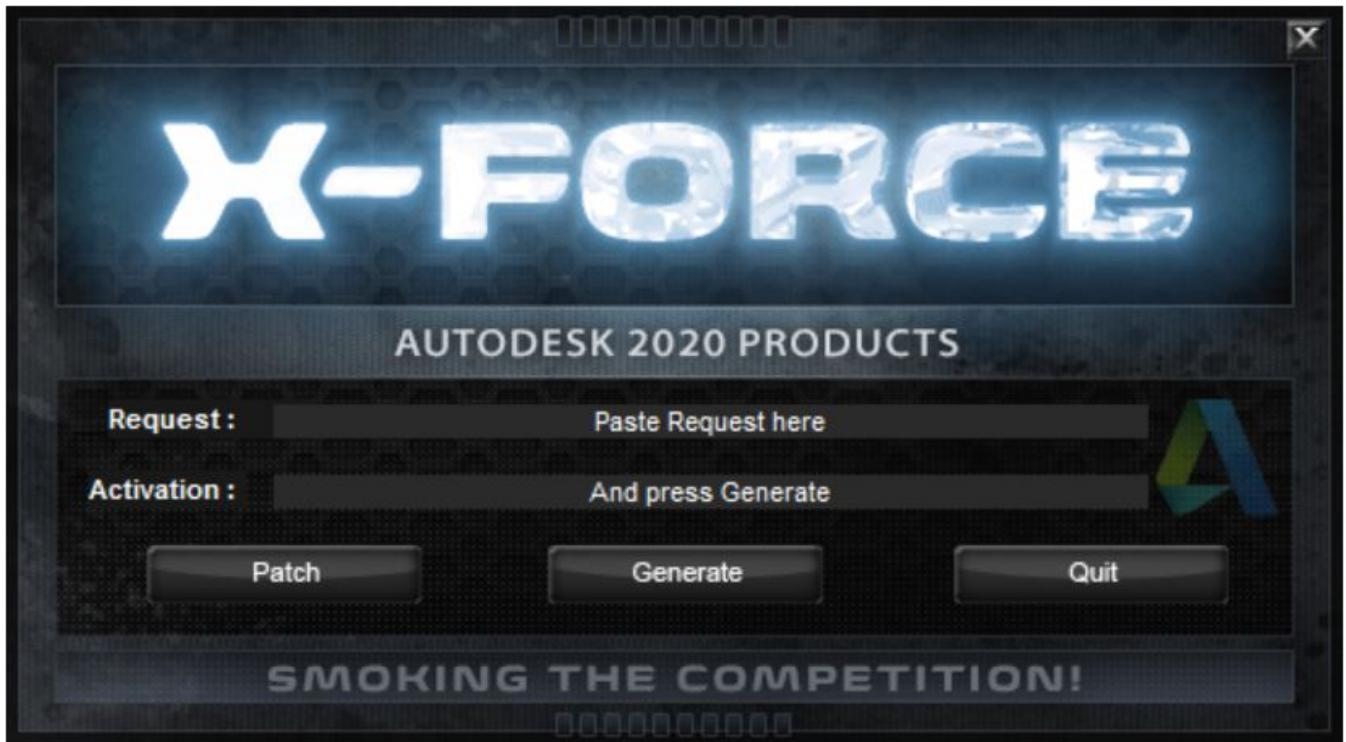 X-FORCE
AUTODESK 2020 PRODUCTS
Request : Paste Request here
Activation : And press Generate
Patch Generate Quit
SMOKING THE COMPETITION!